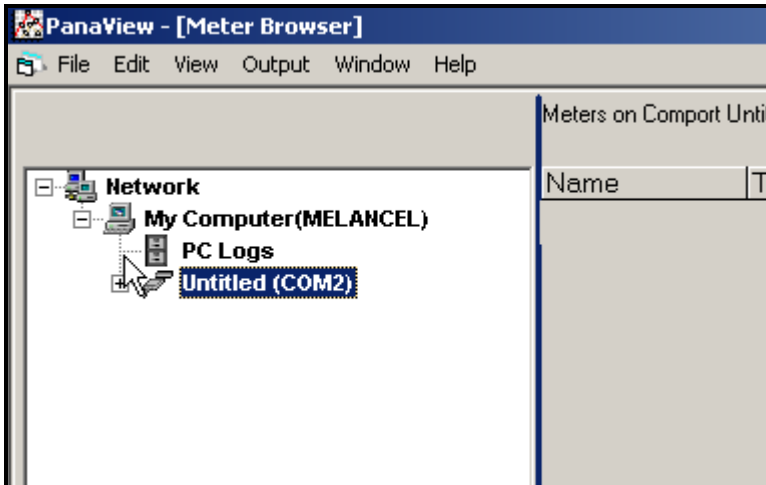 PanaView - [Meter Browser]
File Edit View Output Window Help
Meters on Comport Unti
Name T
Network
My Computer(MELANCEL)
PC Logs
Untitled (COM2)